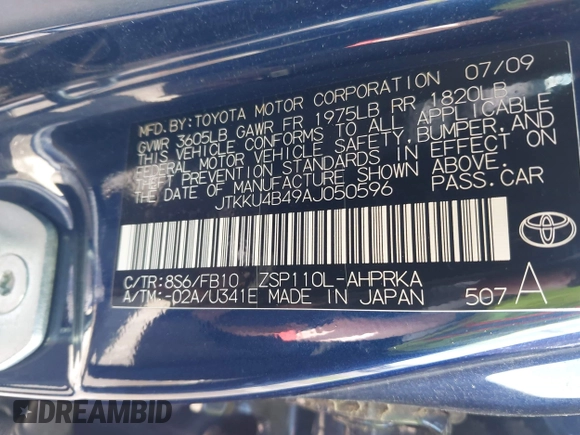 MFD.BY:TOYOTA MOTOR CORPORATION 07/09
GVWR 3605LB GAWR FR 1975LB RR 1820LB
THIS VEHICLE CONFORMS TO ALL APPLICABLE
FEDERAL MOTOR VEHICLE SAFETY, BUMPER, AND
THEFT PREVENTION STANDARDS IN EFFECT ON
THE DATE OF MANUFACTURE SHOWN ABOVE.
JTKKU4B49AJ050596 PASS.CAR
C/TR:8S6/FB10 ZSP110L-AHPRKA
A/TM:-02A/U341E MADE IN JAPAN 507A
DREAMBID